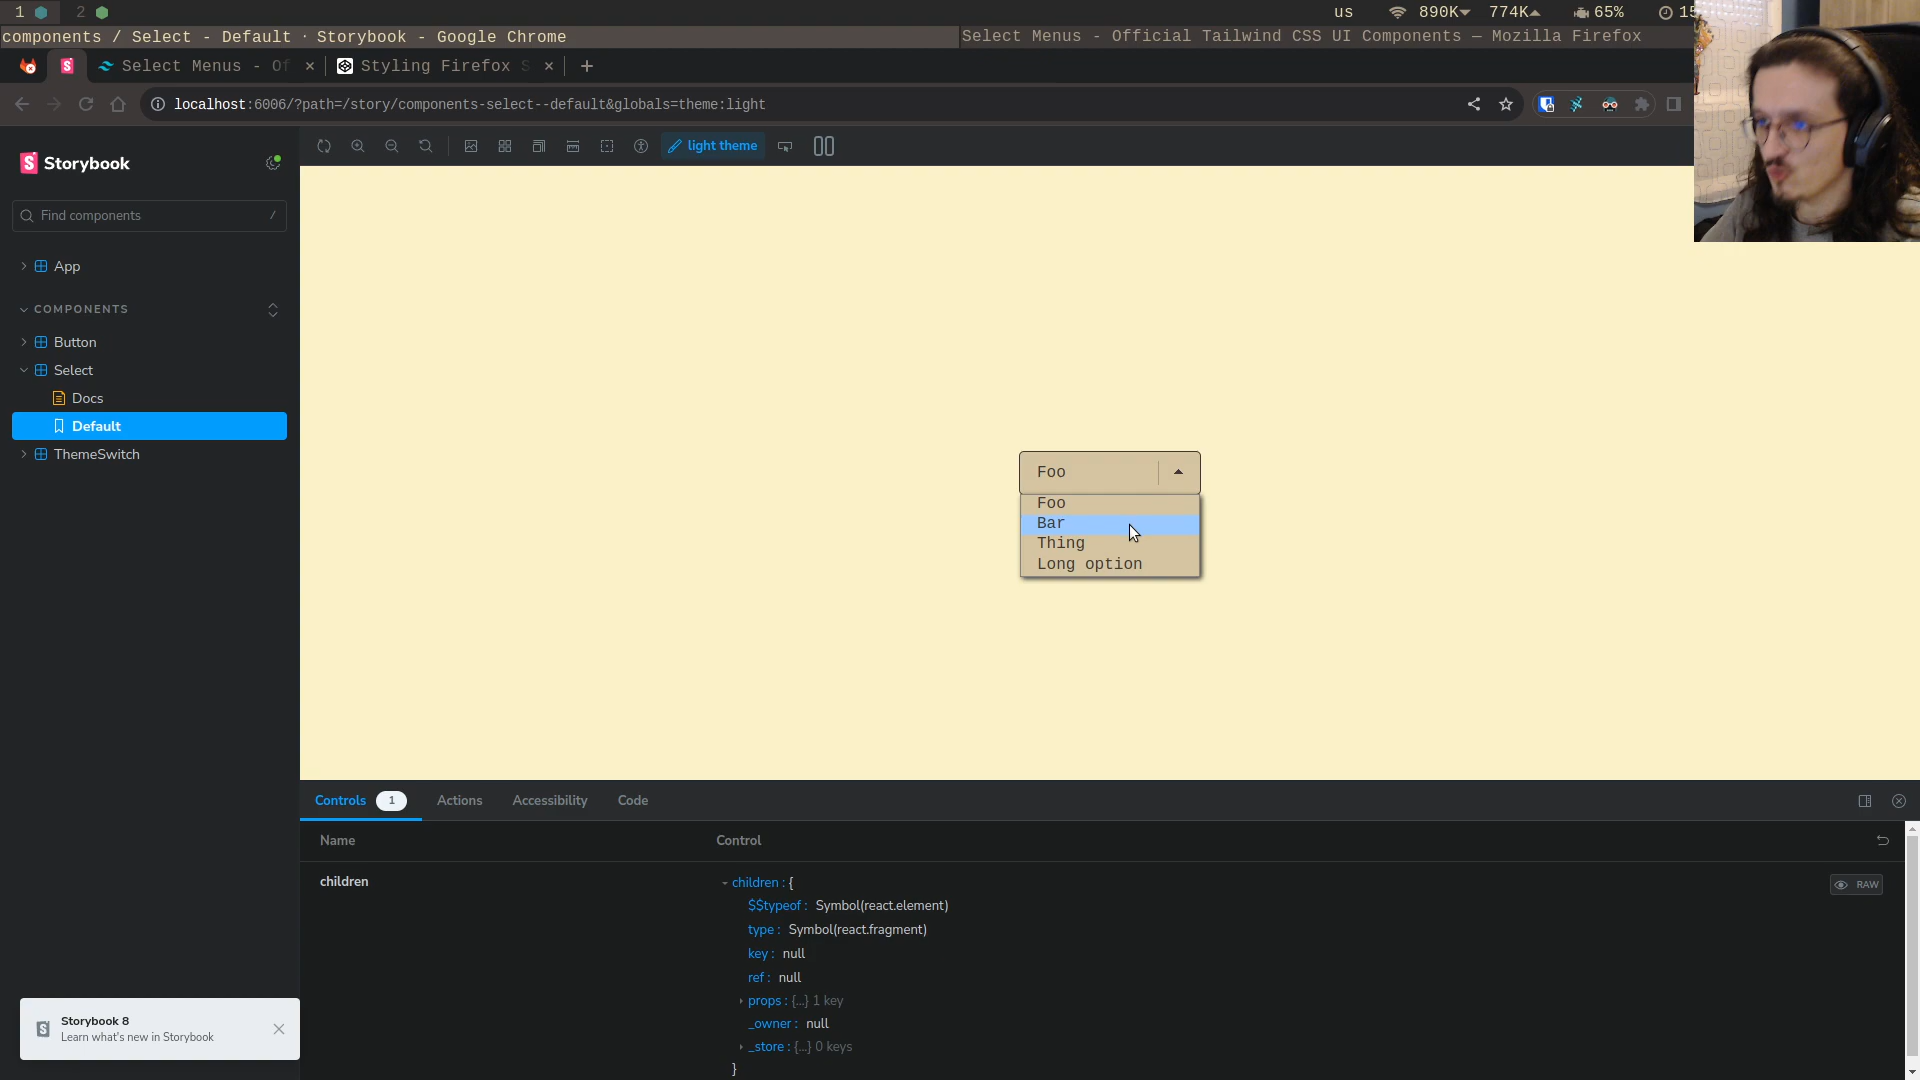 1 2 us 890K 774K 65% 15
components / Select - Default · Storybook - Google Chrome
Select Menus - Official Tailwind CSS UI Components — Mozilla Firefox
Select Menus - Of
Styling Firefox S
localhost:6006/?path=/story/components-select--default&globals=theme:light
Storybook
light theme
Find components /
App
COMPONENTS
Button
Select
Docs
Default
ThemeSwitch
Foo
Foo
Bar
Thing
Long option
Controls 1 Actions Accessibility Code
Name Control
children
children : {
RAW
$$typeof : Symbol(react.element)
type : Symbol(react.fragment)
key : null
ref : null
props : {...} 1 key
_owner : null
_store : {...} 0 keys
}
Storybook 8
Learn what's new in Storybook